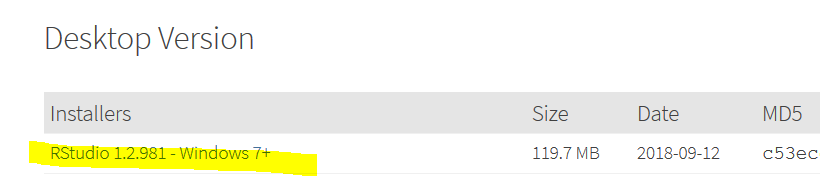 Desktop Version
Installers Size Date MD5
RStudio 1.2.981 - Windows 7+ 119.7 MB 2018-09-12 c53ec